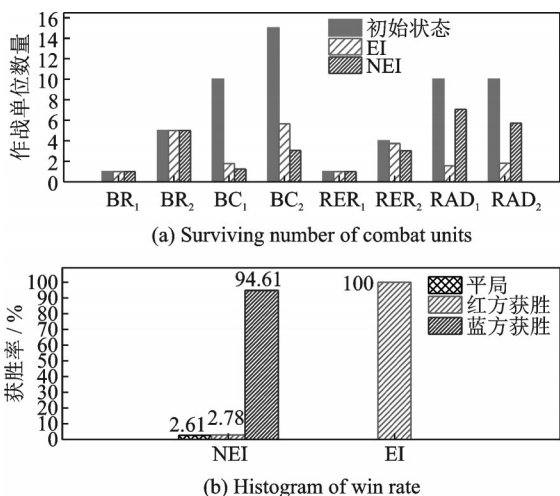 16
14
12
10
8
6
4
2
0
作战单位数量
初始状态
EI
NEI
BR₁ BR₂ BC₁ BC₂ RER₁ RER₂ RAD₁ RAD₂
(a) Surviving number of combat units
100
90
80
70
60
50
40
30
20
10
0
获胜率 / %
94.61
100
平局
红方获胜
蓝方获胜
2.61 2.78
NEI EI
(b) Histogram of win rate